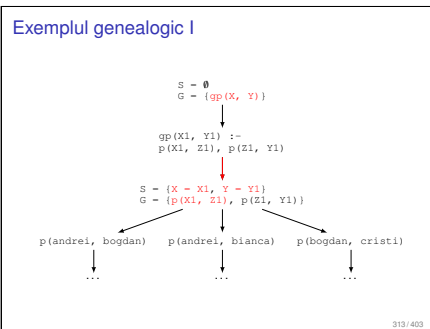 Exemplul genealogic I
S = ∅
G = {gp(X, Y)}
gp(X1, Y1) :-
p(X1, Z1), p(Z1, Y1)
S = {X = X1, Y = Y1}
G = {p(X1, Z1), p(Z1, Y1)}
p(andrei, bogdan) p(andrei, bianca) p(bogdan, cristi)
... ... ...
313 / 403